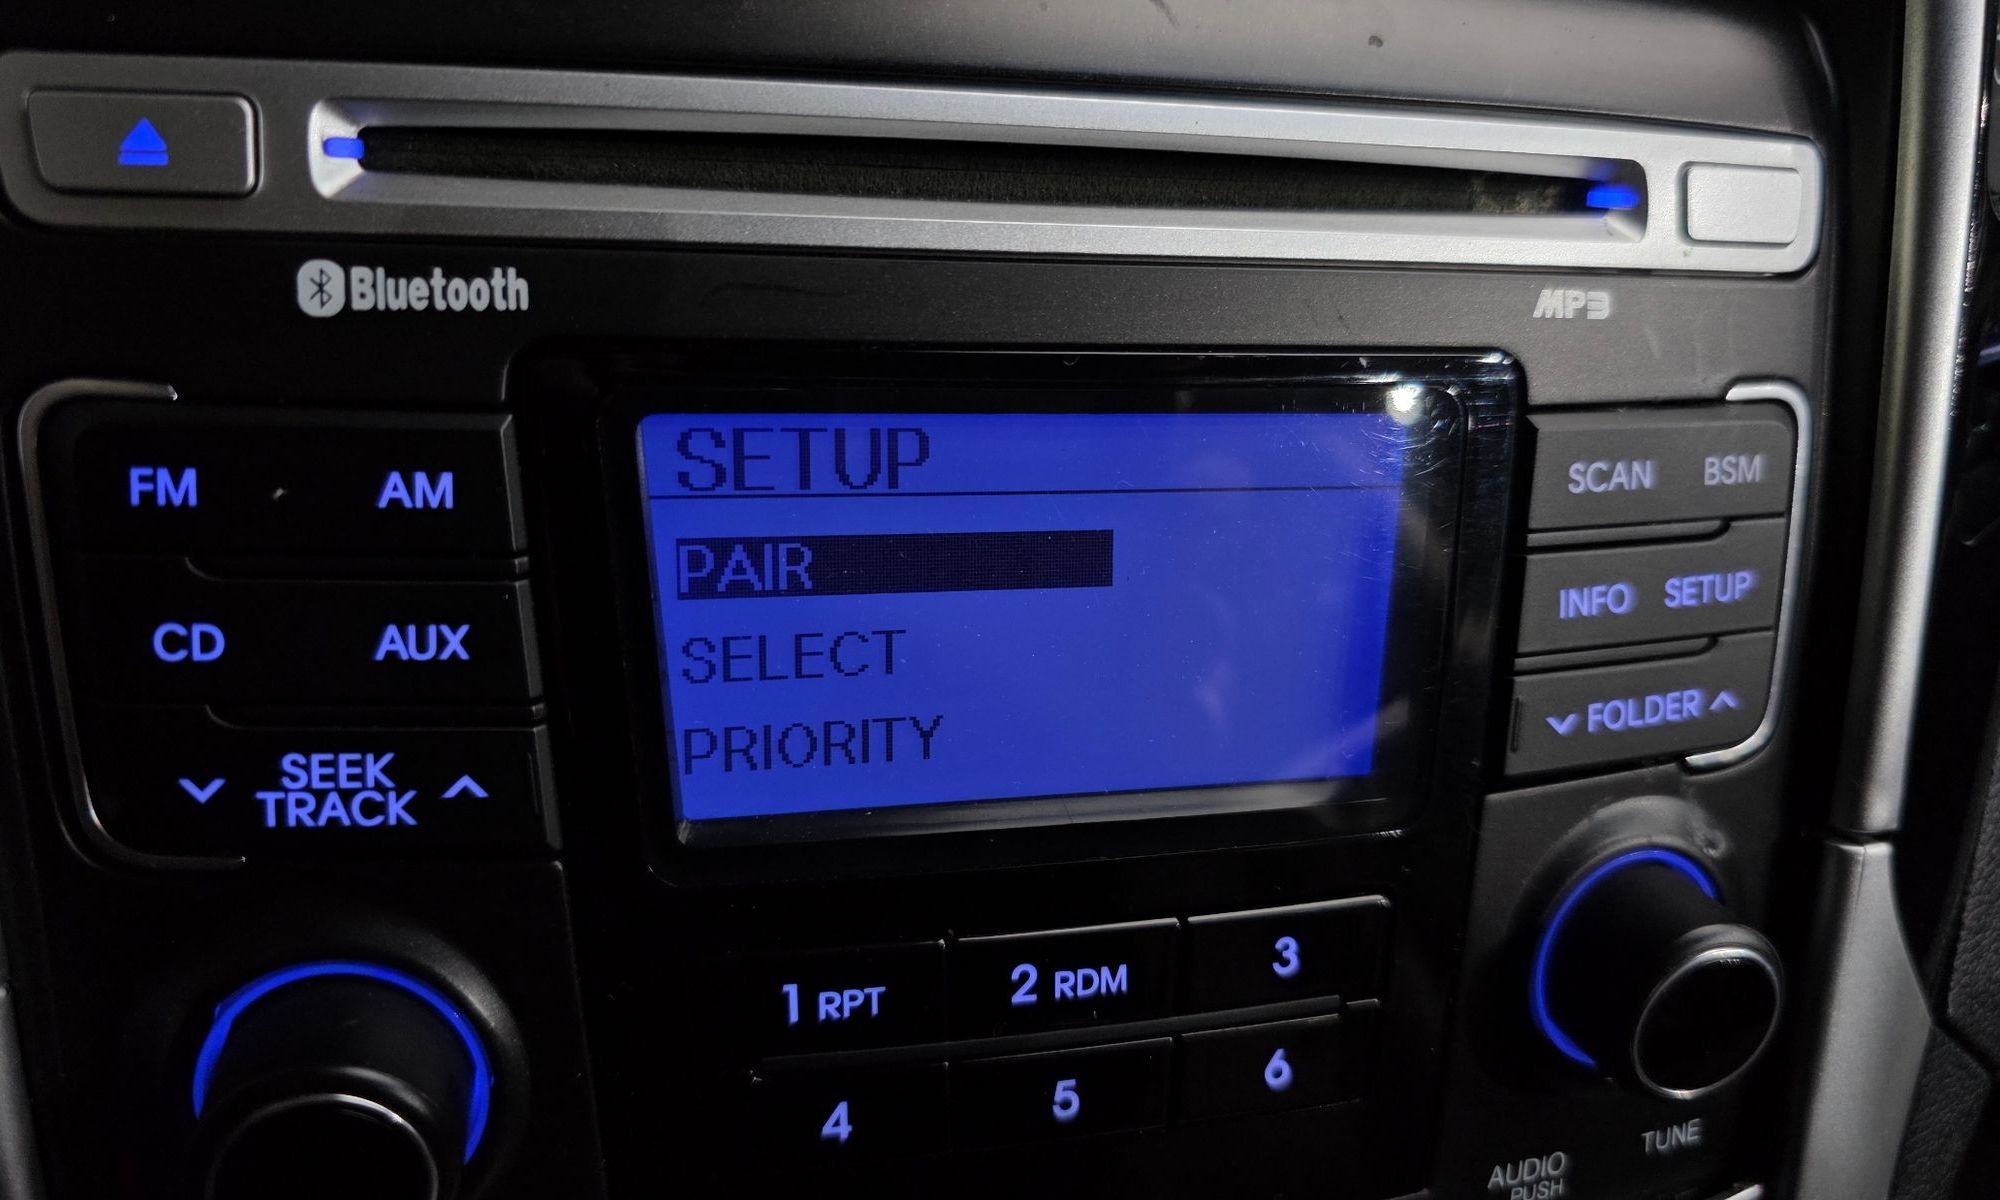 Bluetooth
MP3
FM
AM
SETUP
SCAN
BSM
PAIR
INFO
SETUP
CD
AUX
SELECT
FOLDER
PRIORITY
SEEK
TRACK
1 RPT
2 RDM
3
4
5
6
TUNE
AUDIO
PUSH